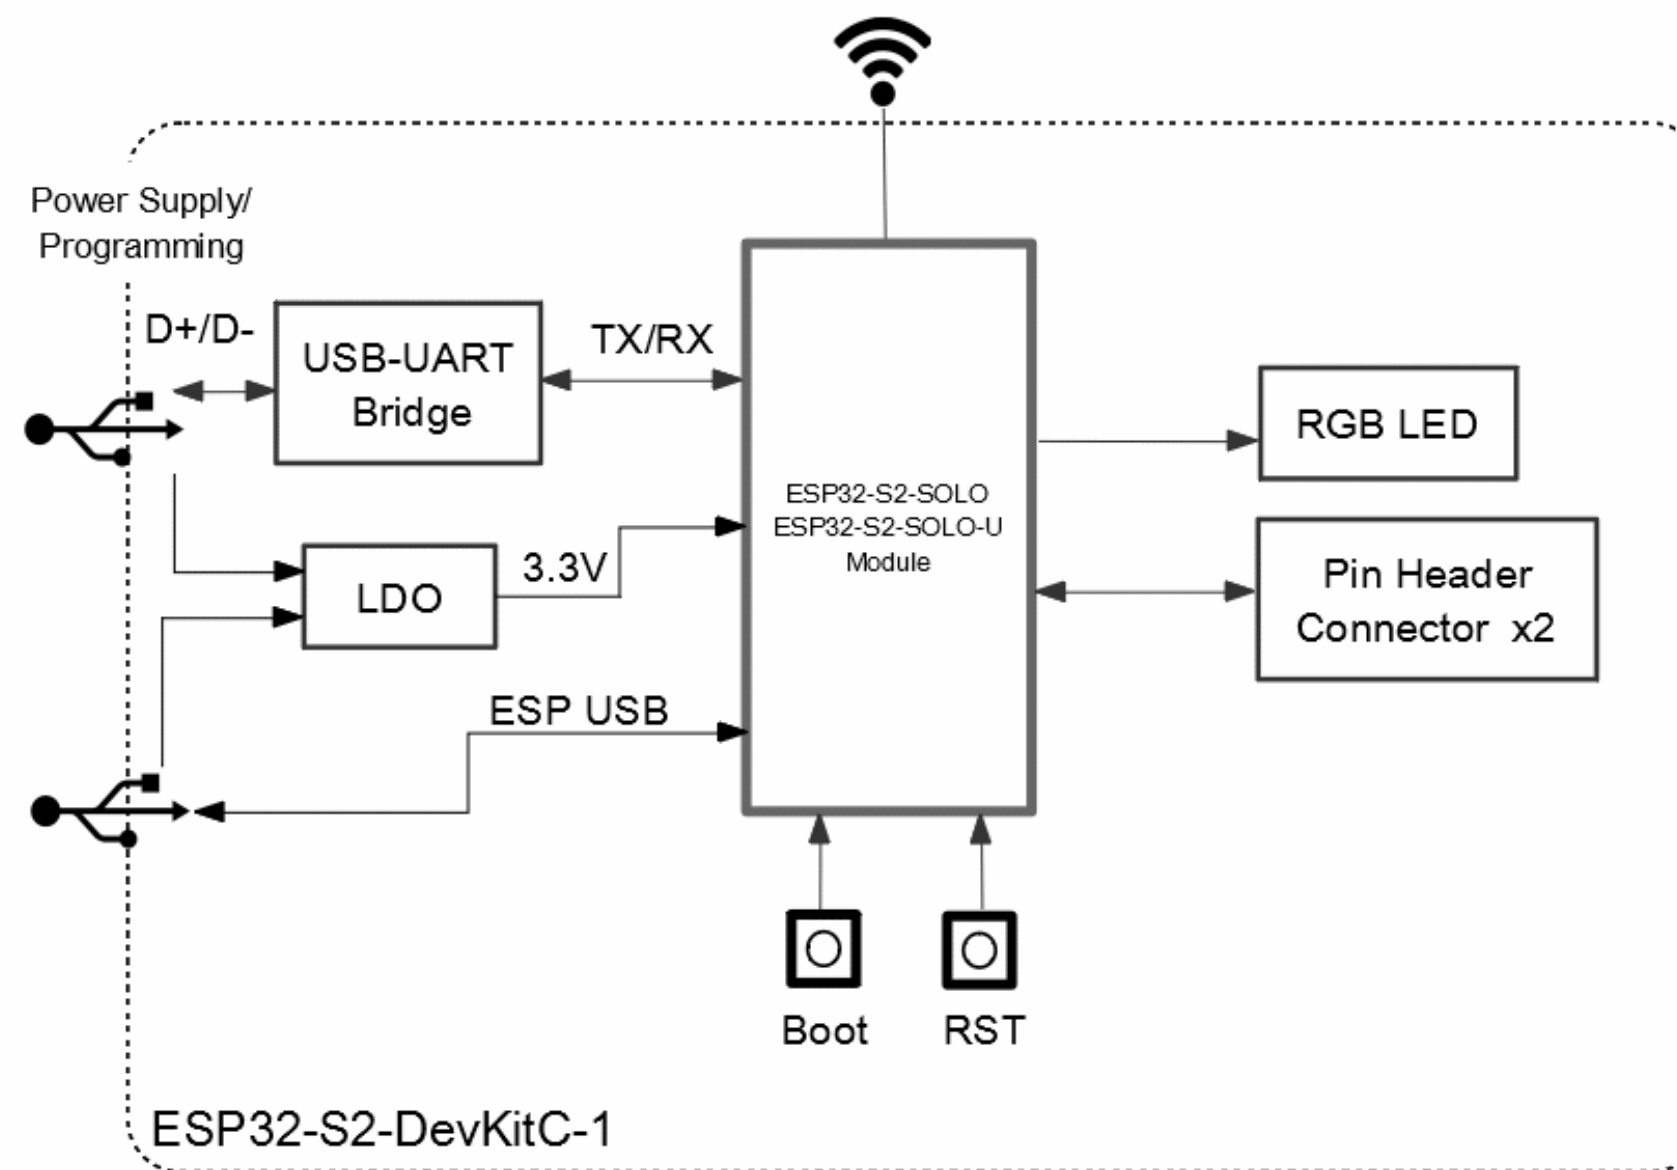 Power Supply/
Programming
D+/D-
USB-UART
Bridge
TX/RX
LDO
3.3V
ESP USB
ESP32-S2-SOLO
ESP32-S2-SOLO-U
Module
RGB LED
Pin Header
Connector x2
Boot
RST
ESP32-S2-DevKitC-1